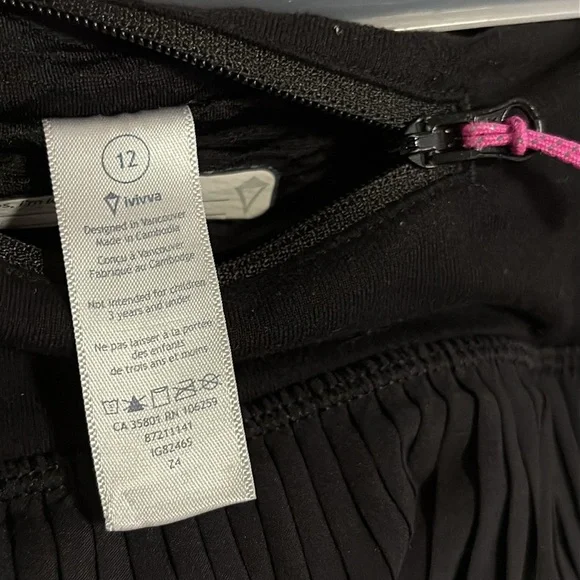 12
ivivva
Designed in Vancouver
Made in Cambodia
Conçu a Vancouver
Fabrique au Cambodge
Not intended for children
3 years and under
Ne pas laisser à la portée
des enfants
de trois ans et moins
CA 35801 RN 106259
87211141
IG82465
Z4